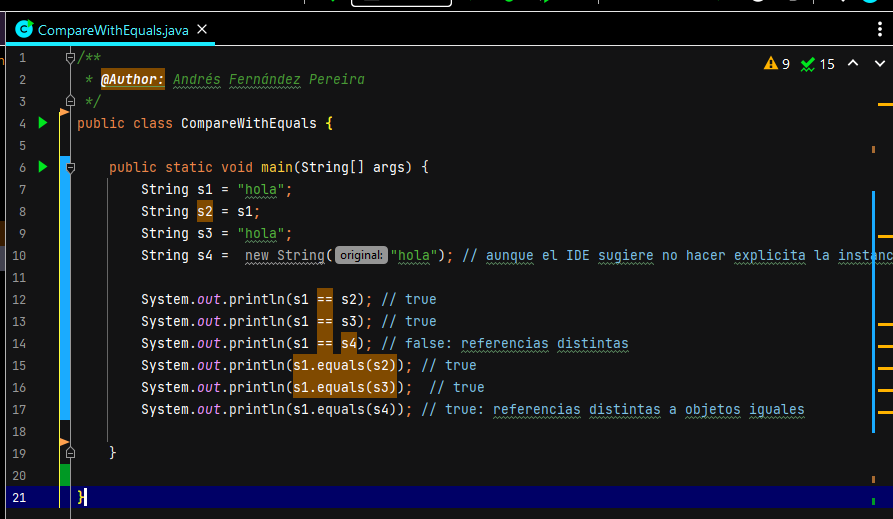 CompareWithEquals.java
9 15
1 /**
2 * @Author: Andrés Fernández Pereira
3 */
4 public class CompareWithEquals {
5
6 public static void main(String[] args) {
7 String s1 = "hola";
8 String s2 = s1;
9 String s3 = "hola";
10 String s4 =  new String( original: "hola"); // aunque el IDE sugiere no hacer explicita la
11
12 System.out.println(s1 == s2); // true
13 System.out.println(s1 == s3); // true
14 System.out.println(s1 == s4); // false: referencias distintas
15 System.out.println(s1.equals(s2)); // true
16 System.out.println(s1.equals(s3));  // true
17 System.out.println(s1.equals(s4)); // true: referencias distintas a objetos iguales
18
19 }
20
21 }